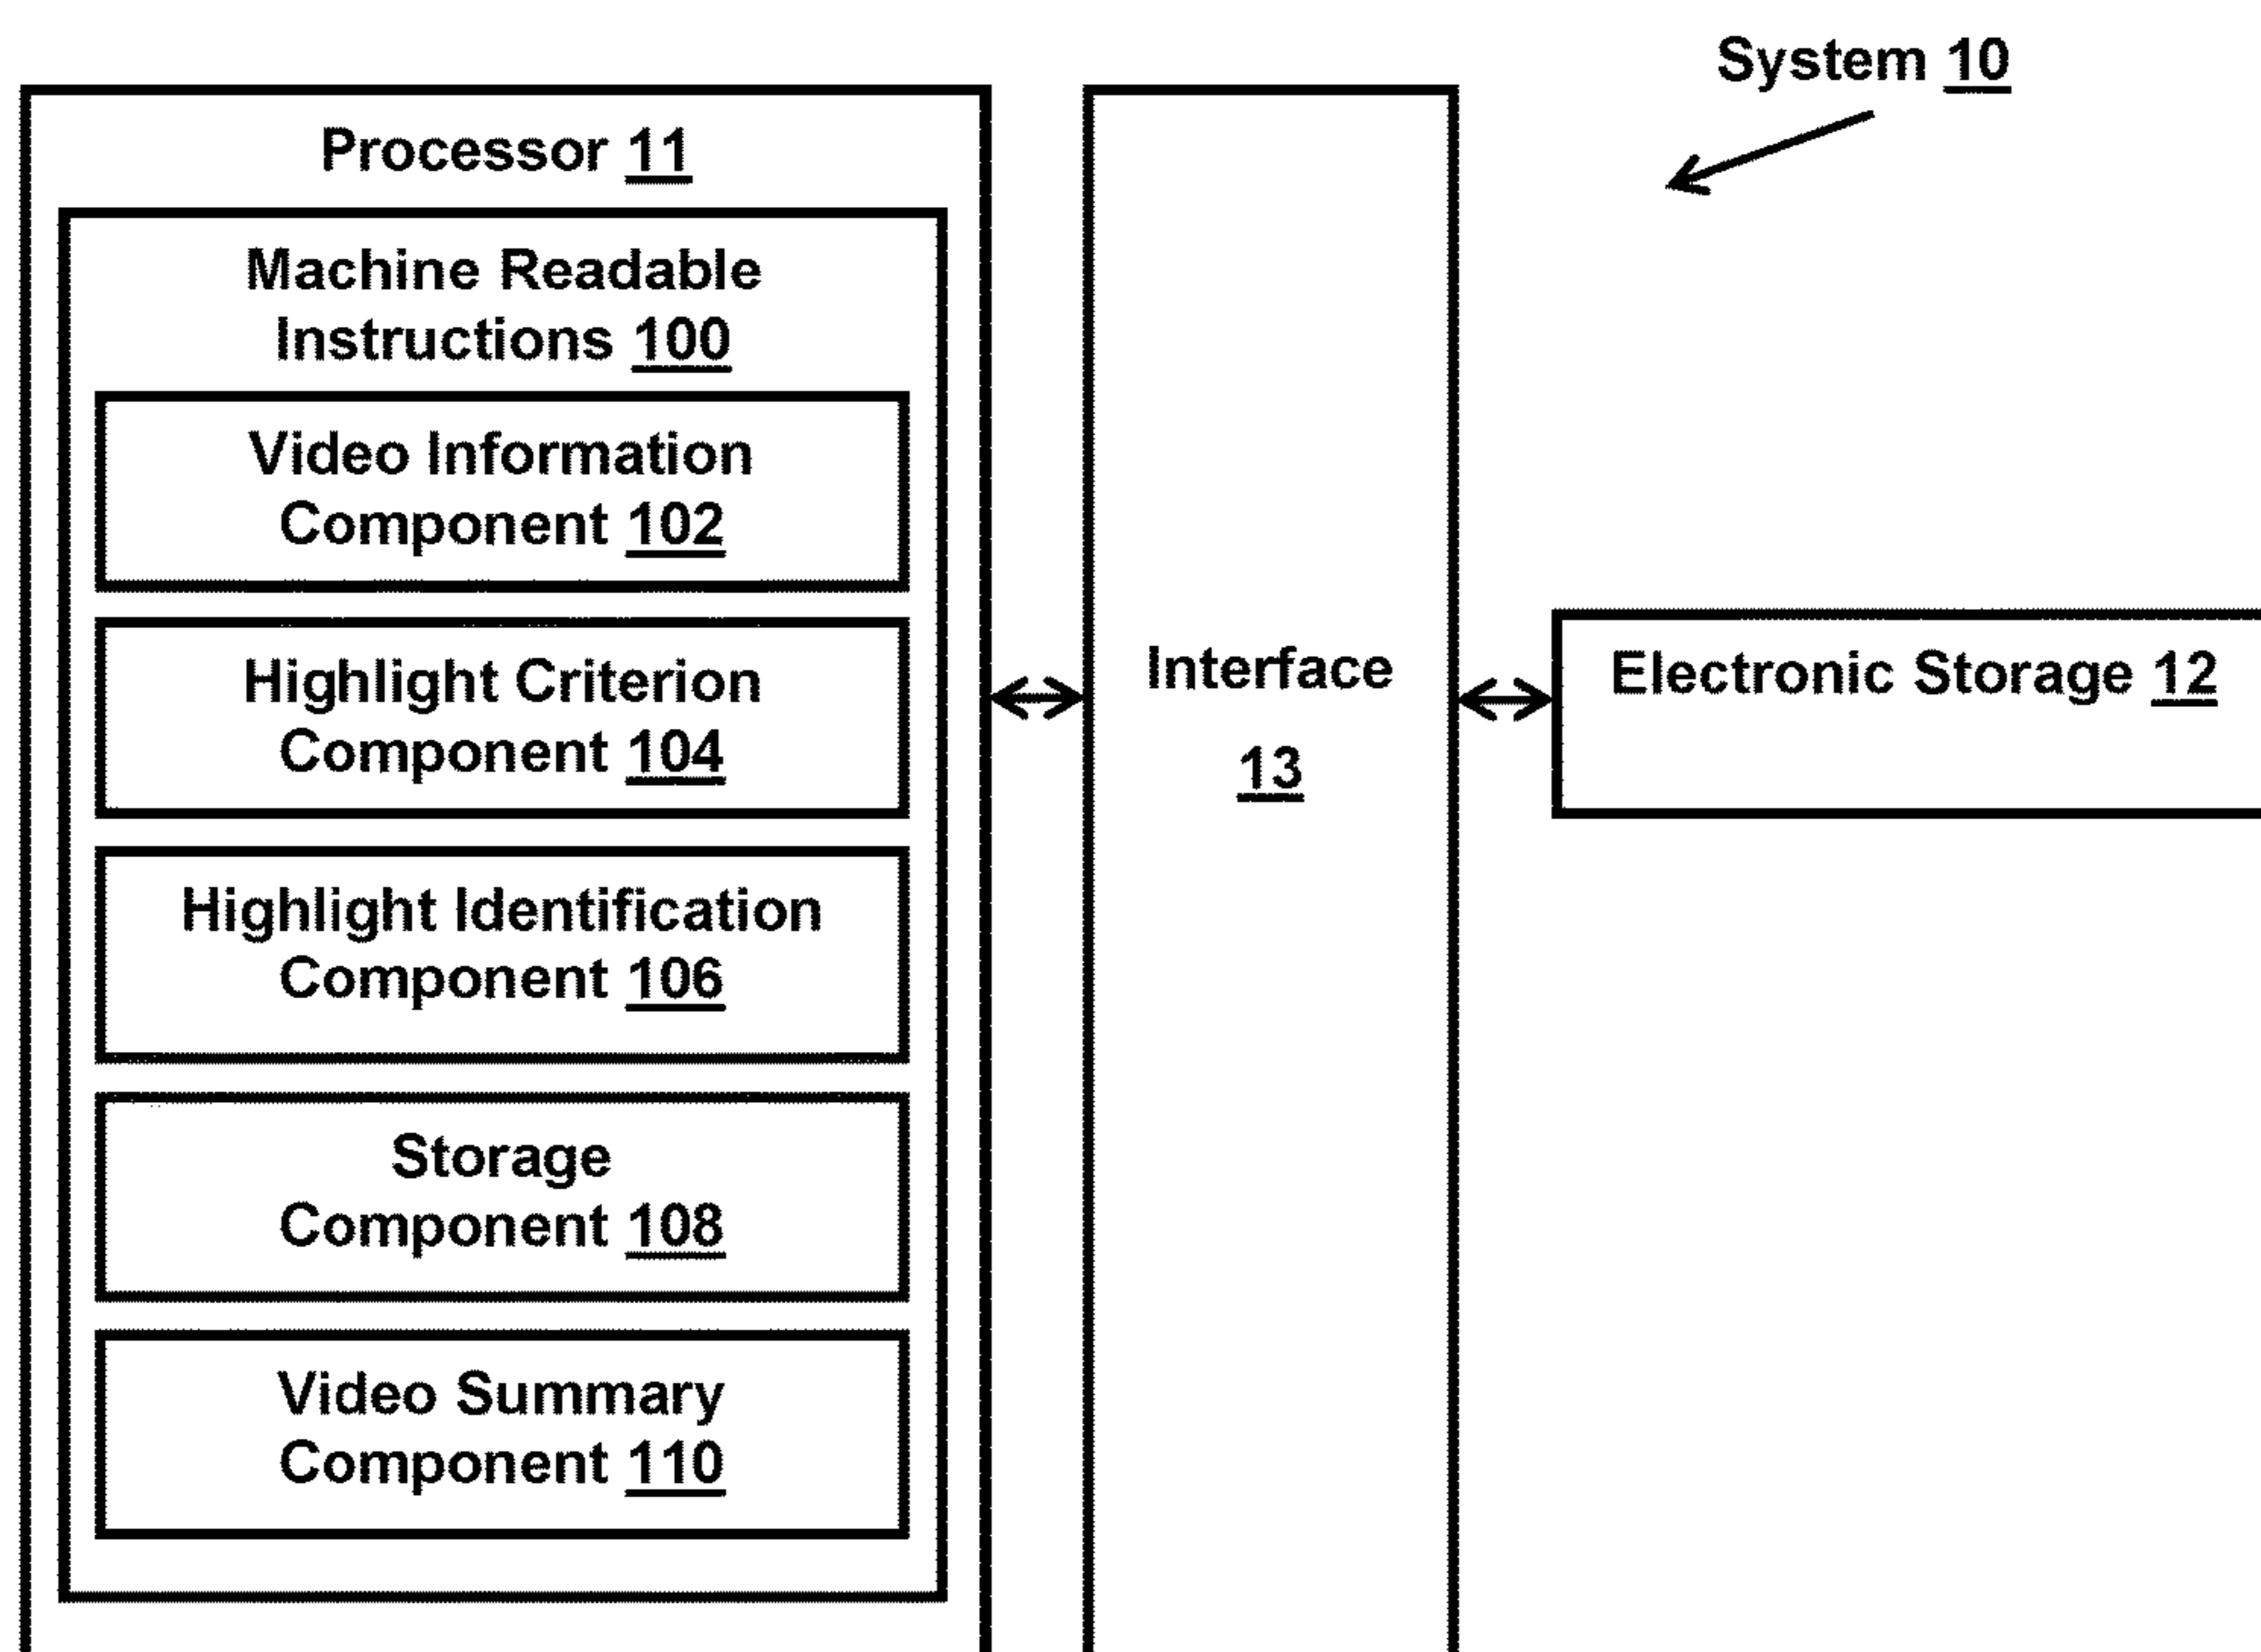 System 10
Processor 11
Machine Readable
Instructions 100
Video Information
Component 102
Highlight Criterion
Component 104
Highlight Identification
Component 106
Storage
Component 108
Video Summary
Component 110
Interface
13
Electronic Storage 12